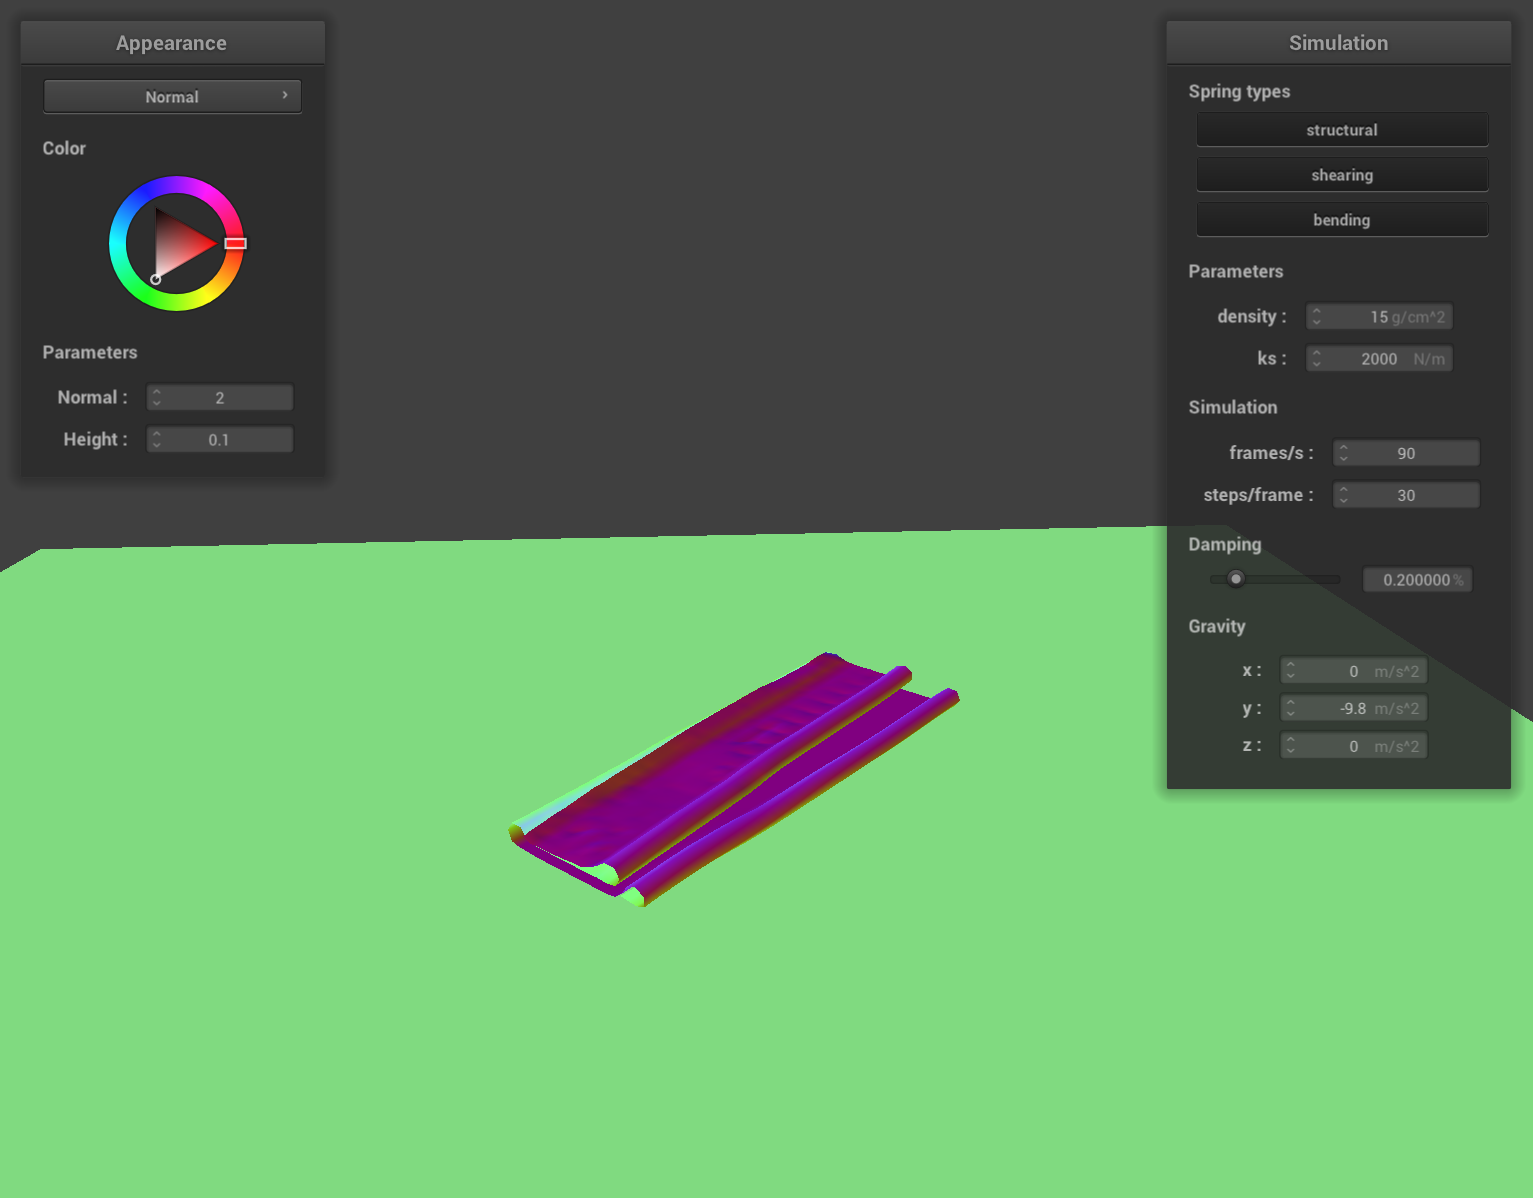 Appearance
Normal
Color
Parameters
Normal : 2
Height : 0.1
Simulation
Spring types
structural
shearing
bending
Parameters
density : 15 g/cm^2
ks : 2000 N/m
Simulation
frames/s : 90
steps/frame : 30
Damping
0.200000 %
Gravity
x : 0 m/s^2
y : -9.8 m/s^2
z : 0 m/s^2